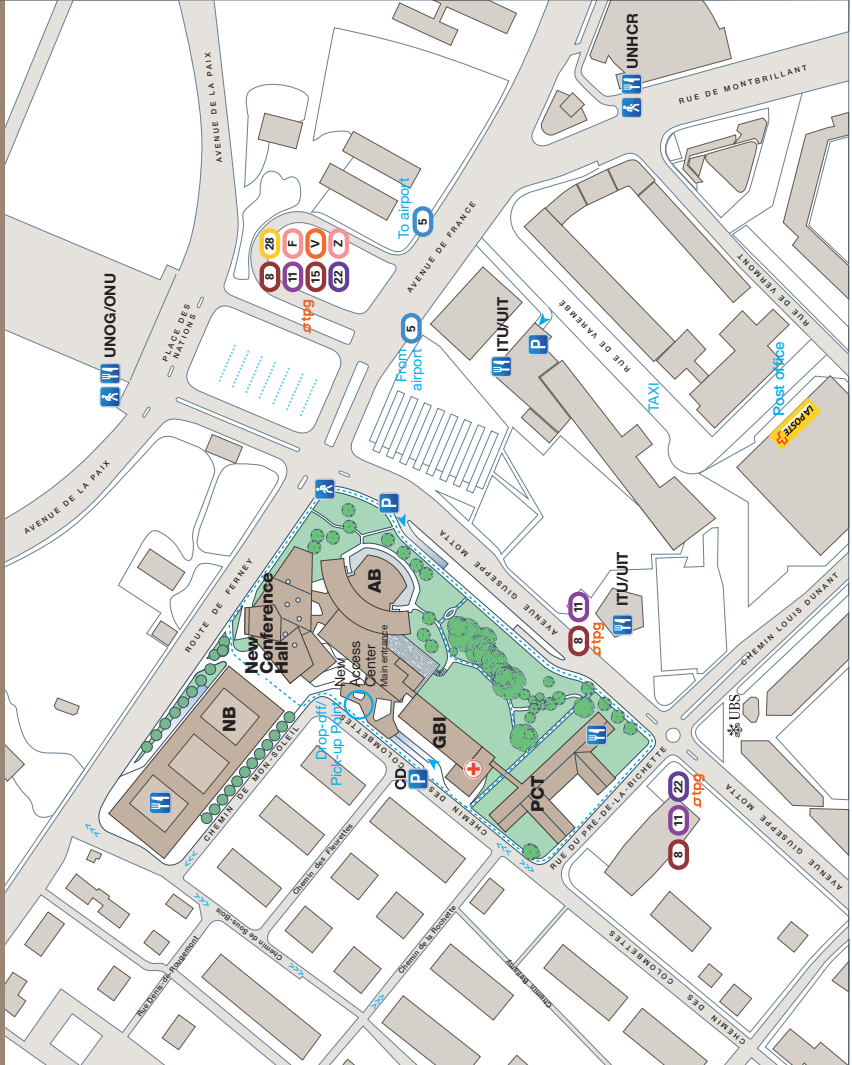 AVENUE DE LA PAIX
UNHCR
RUE DE MONTBRILLANT
To airport
5
28
F
V
Z
8
11
15
22
tpg
AVENUE DE FRANCE
UNOG/ONU
PLACE DES
NATIONS
From
airport
5
ITU/UIT
P
RUE DE VAREMBÉ
RUE DE VERMONT
TAXI
Post office
LA POSTE
AVENUE DE LA PAIX
P
ROUTE DE FERNEY
New
Conference
Hall
AB
AVENUE GIUSEPPE MOTTA
8
11
tpg
ITU/UIT
CHEMIN LOUIS DUNANT
New
Access
Center
Main entrance
Drop-off/
Pick-up Point
NB
CHEMIN DE MON-SOLEIL
CHEMIN DES COLOMBETTES
GBI
CD
P
PCT
UBS
RUE DU PRÉ-DE-LA-BICHETTE
8
11
22
tpg
AVENUE GIUSEPPE MOTTA
Chemin des Fleurettes
Chemin de Sous-Bois
Rue Denis-de Rougemont
Chemin de la Rochette
Chemin Barigny
CHEMIN DES COLOMBETTES